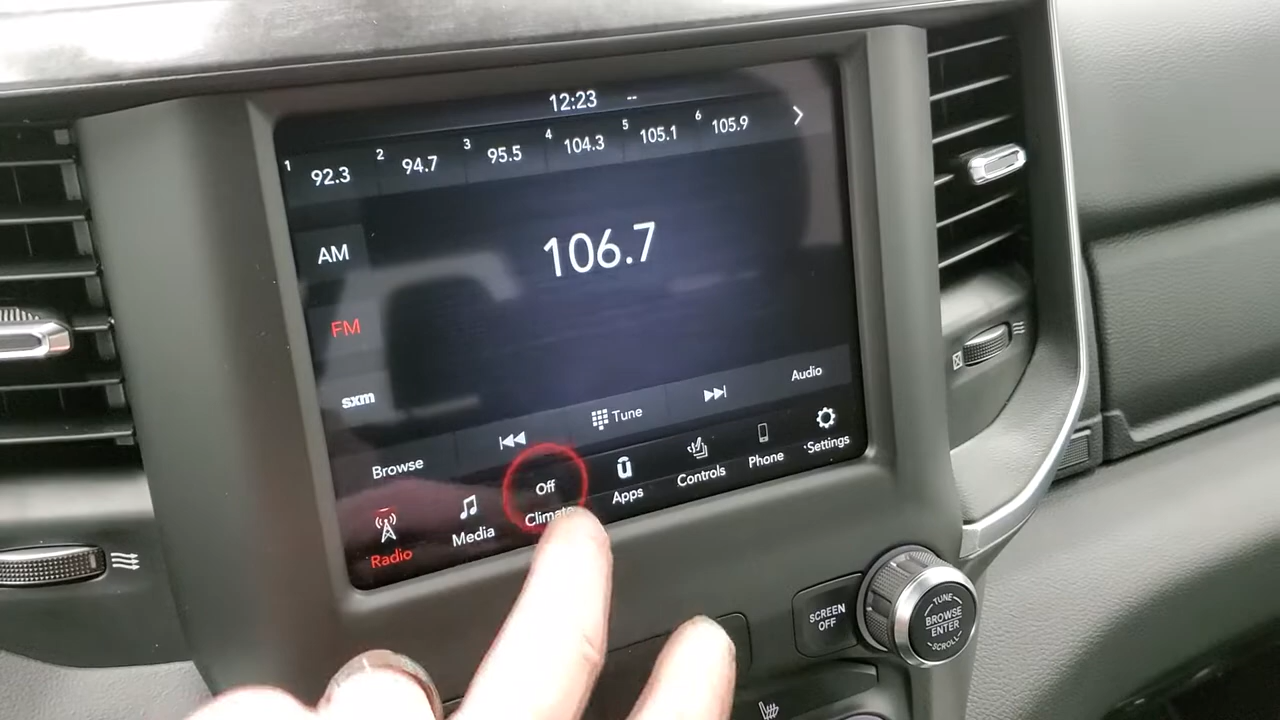 12:23 --
1 92.3 2 94.7 3 95.5 4 104.3 5 105.1 6 105.9
AM
106.7
FM
sxm
Browse Tune Audio
Radio Media Off Climate Apps Controls Phone Settings
SCREEN
OFF
TUNE
BROWSE
ENTER
SCROLL